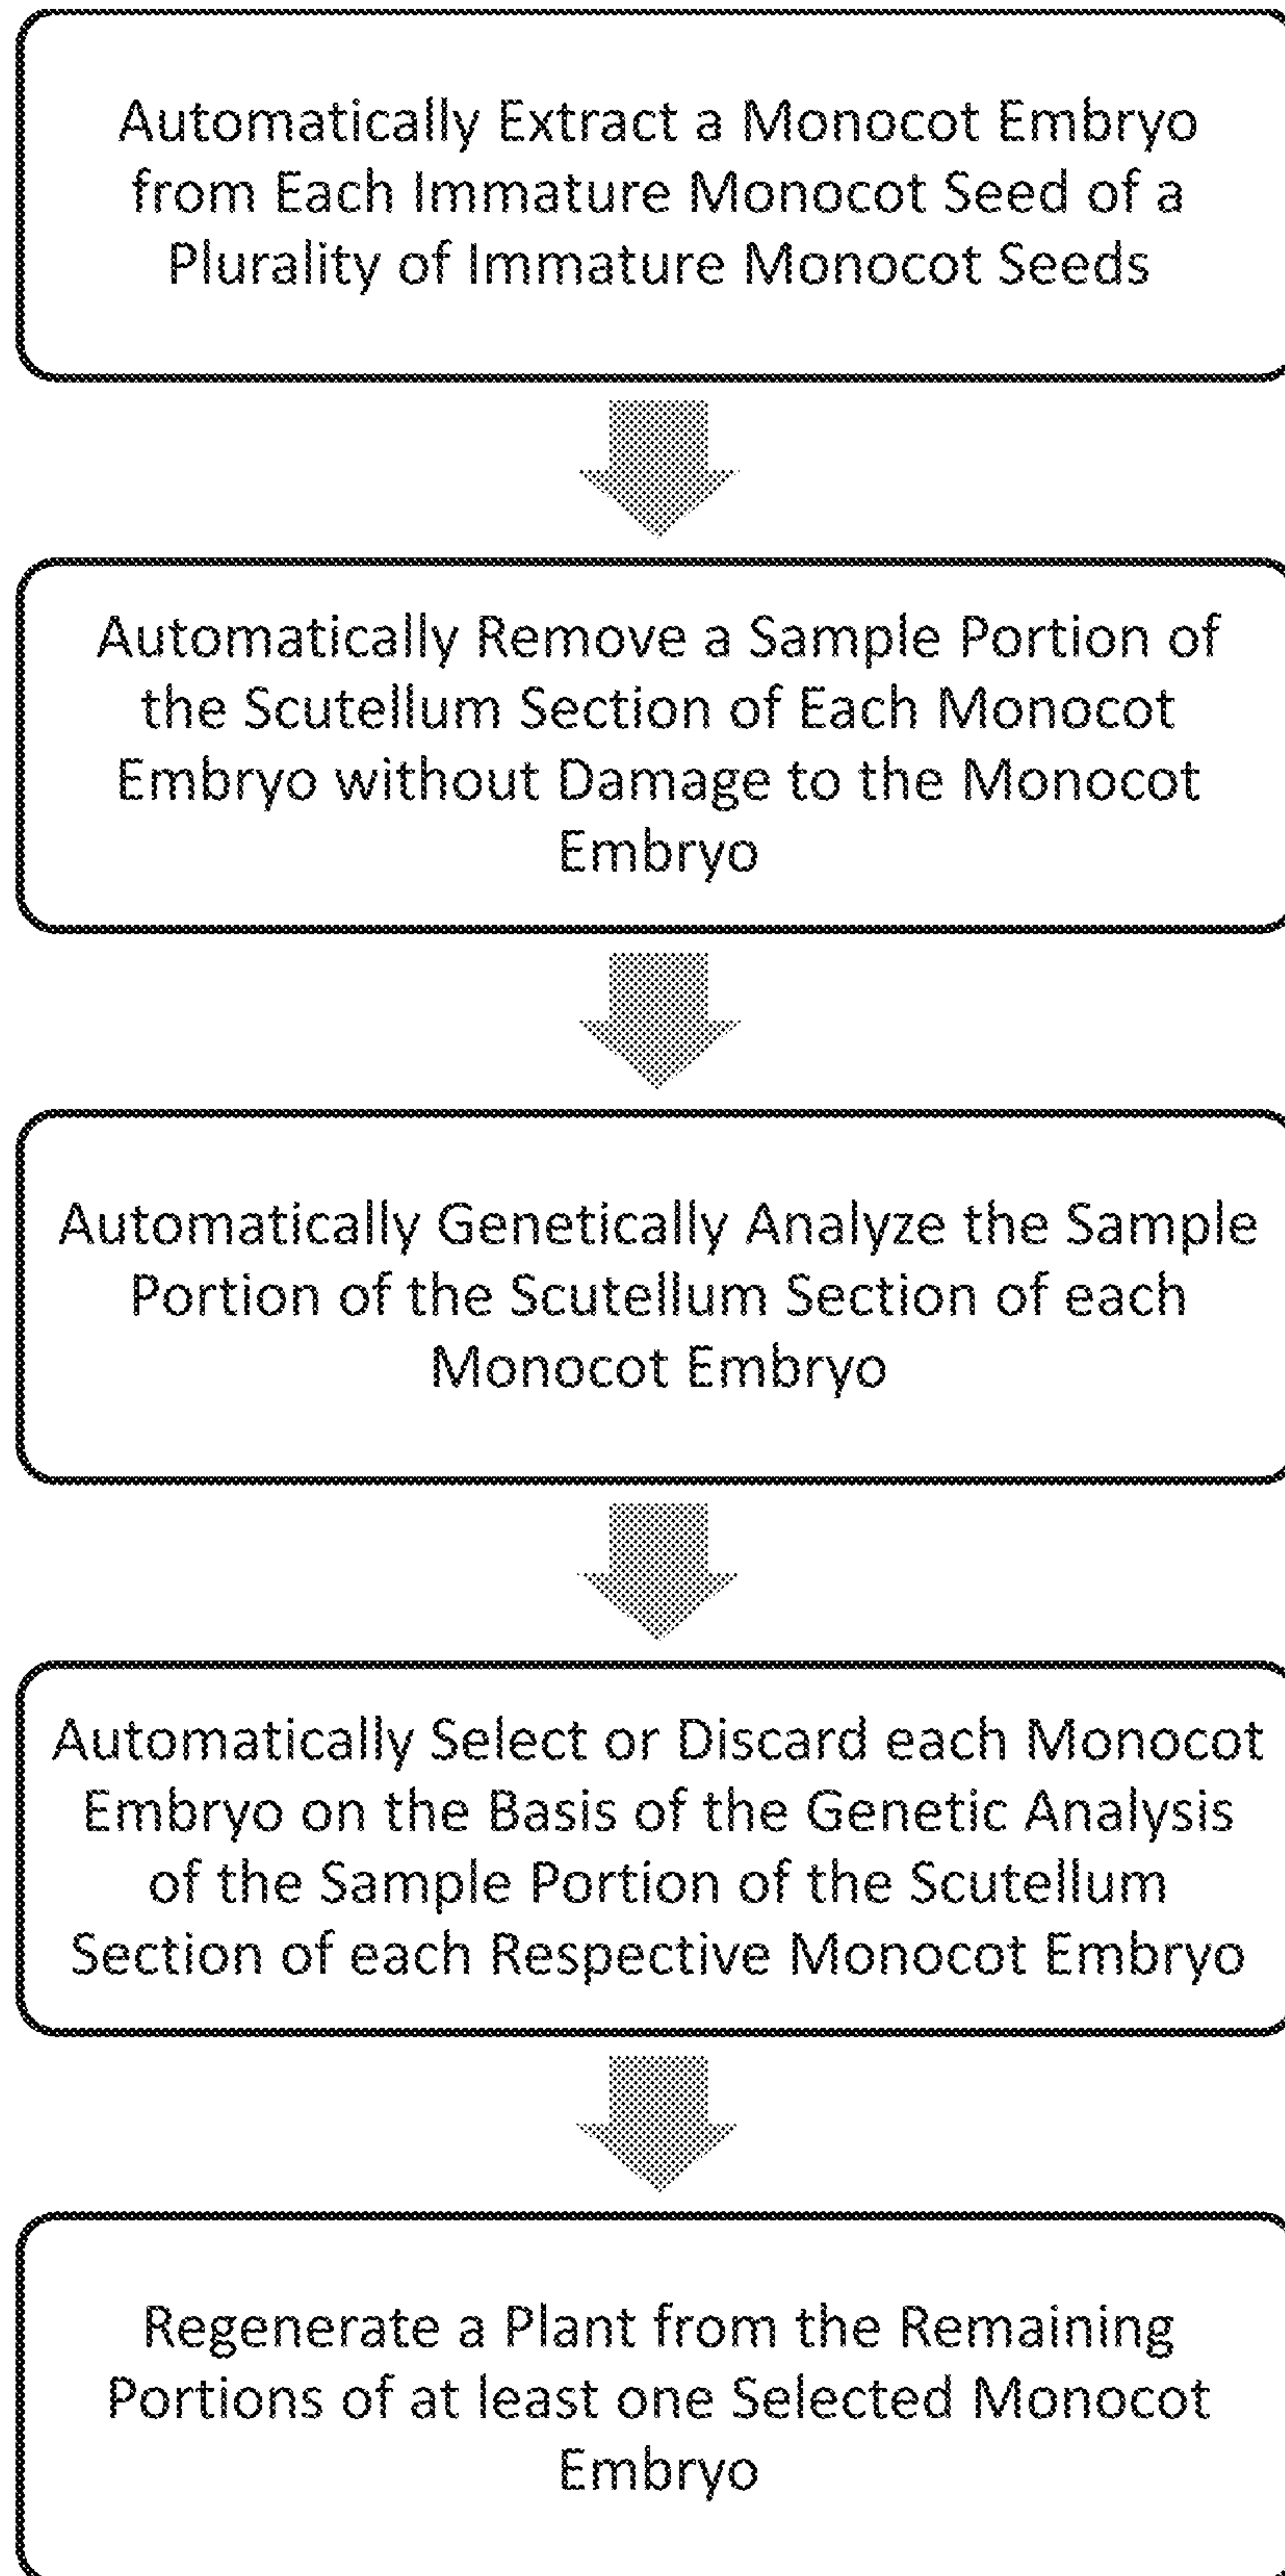 Automatically Extract a Monocot Embryo
from Each Immature Monocot Seed of a
Plurality of Immature Monocot Seeds
Automatically Remove a Sample Portion of
the Scutellum Section of Each Monocot
Embryo without Damage to the Monocot
Embryo
Automatically Genetically Analyze the Sample
Portion of the Scutellum Section of each
Monocot Embryo
Automatically Select or Discard each Monocot
Embryo on the Basis of the Genetic Analysis
of the Sample Portion of the Scutellum
Section of each Respective Monocot Embryo
Regenerate a Plant from the Remaining
Portions of at least one Selected Monocot
Embryo